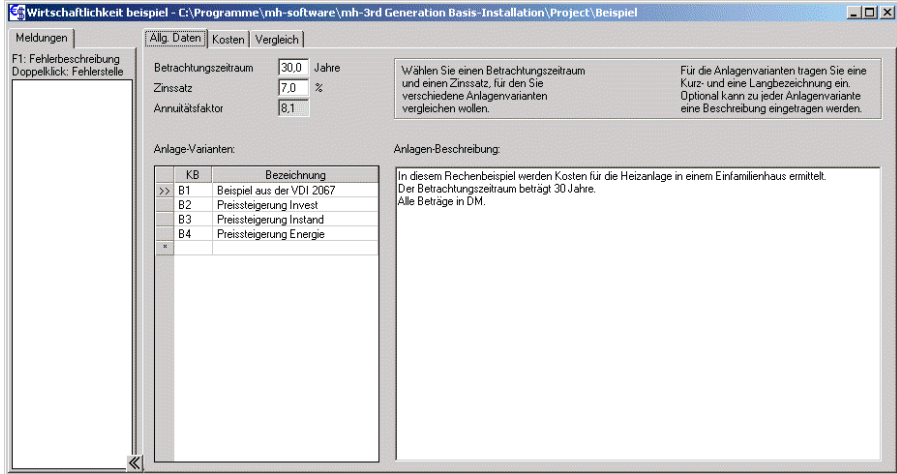 Wirtschaftlichkeit beispiel - C:\Programme\mh-software\mh-3rd Generation Basis-Installation\Project\Beispiel
Meldungen
F1: Fehlerbeschreibung
Doppelklick: Fehlerstelle
Allg. Daten Kosten Vergleich
Betrachtungszeitraum 30,0 Jahre
Zinssatz 7,0 %
Annuitätsfaktor 8,1
Wählen Sie einen Betrachtungszeitraum
und einen Zinssatz, für den Sie
verschiedene Anlagenvarianten
vergleichen wollen.
Für die Anlagenvarianten tragen Sie eine
Kurz- und eine Langbezeichnung ein.
Optional kann zu jeder Anlagenvariante
eine Beschreibung eingetragen werden.
Anlage-Varianten:
KB Bezeichnung
>> B1 Beispiel aus der VDI 2067
B2 Preissteigerung Invest
B3 Preissteigerung Instand
B4 Preissteigerung Energie
*
Anlagen-Beschreibung:
In diesem Rechenbeispiel werden Kosten für die Heizanlage in einem Einfamilienhaus ermittelt.
Der Betrachtungszeitraum beträgt 30 Jahre.
Alle Beträge in DM.